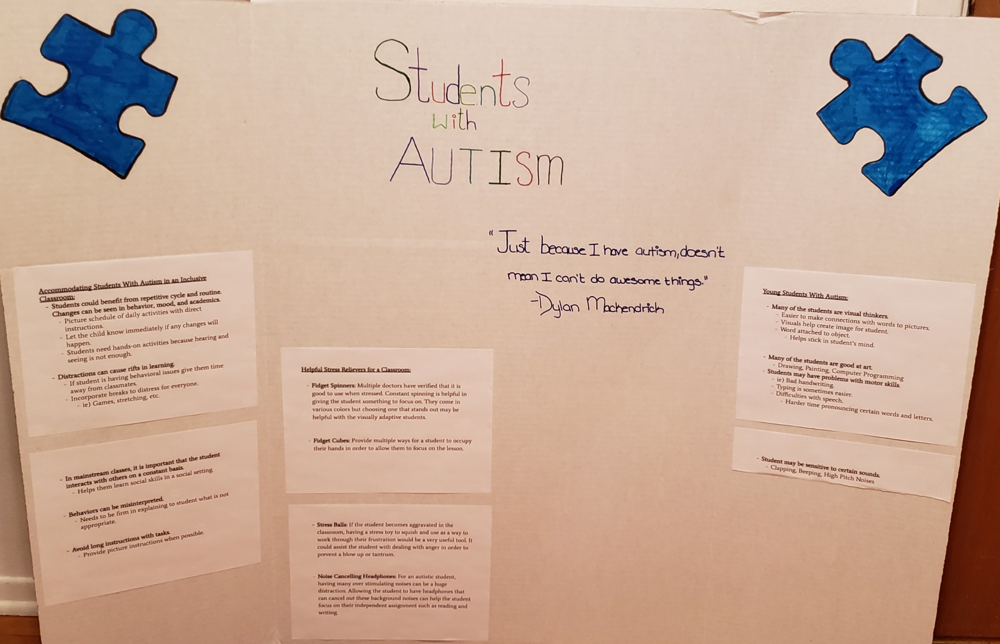 Students
with
AUTISM
"Just because I have autism, doesn't
mean I can't do awesome things."
-Dylan Mackendrick
Accommodating Students With Autism in an Inclusive
Classroom:
- Students could benefit from repetitive cycle and routine.
Changes can be seen in behavior, mood, and academics.
- Picture schedule of daily activities with direct
instructions.
- Let the child know immediately if any changes will
happen.
- Students need hands-on activities because hearing and
seeing is not enough.
- Distractions can cause rifts in learning.
- If student is having behavioral issues give them time
away from classmates.
- Incorporate breaks to distress for everyone.
- ie) Games, stretching, etc.
- In mainstream classes, it is important that the student
interacts with others on a constant basis.
- Helps them learn social skills in a social setting.
- Behaviors can be misinterpreted.
- Needs to be firm in explaining to student what is not
appropriate.
- Avoid long instructions with tasks.
- Provide picture instructions when possible.
Helpful Stress Relievers for a Classroom:
- Fidget Spinners: Multiple doctors have verified that it is
good to use when stressed. Constant spinning is helpful in
giving the student something to focus on. They come in
various colors but choosing one that stands out may be
helpful with the visually adaptive students.
- Fidget Cubes: Provide multiple ways for a student to occupy
their hands in order to allow them to focus on the lesson.
- Stress Balls: If the student becomes aggravated in the
classroom, having a stress toy to squish and use as a way to
work through their frustration would be a very useful tool. It
could assist the student with dealing with anger in order to
prevent a blow up or tantrum.
- Noise Cancelling Headphones: For an autistic student,
having many over stimulating noises can be a huge
distraction. Allowing the student to have headphones that
can cancel out these background noises can help the student
focus on their independent assignment such as reading and
writing.
Young Students With Autism:
- Many of the students are visual thinkers.
- Easier to make connections with words to pictures.
- Visuals help create image for student.
- Word attached to object.
- Helps stick in student's mind.
- Many of the students are good at art.
- Drawing, Painting, Computer Programming
- Students may have problems with motor skills.
- ie) Bad handwriting.
- Typing is sometimes easier.
- Difficulties with speech.
- Harder time pronouncing certain words and letters.
- Student may be sensitive to certain sounds.
- Clapping, Beeping, High Pitch Noises